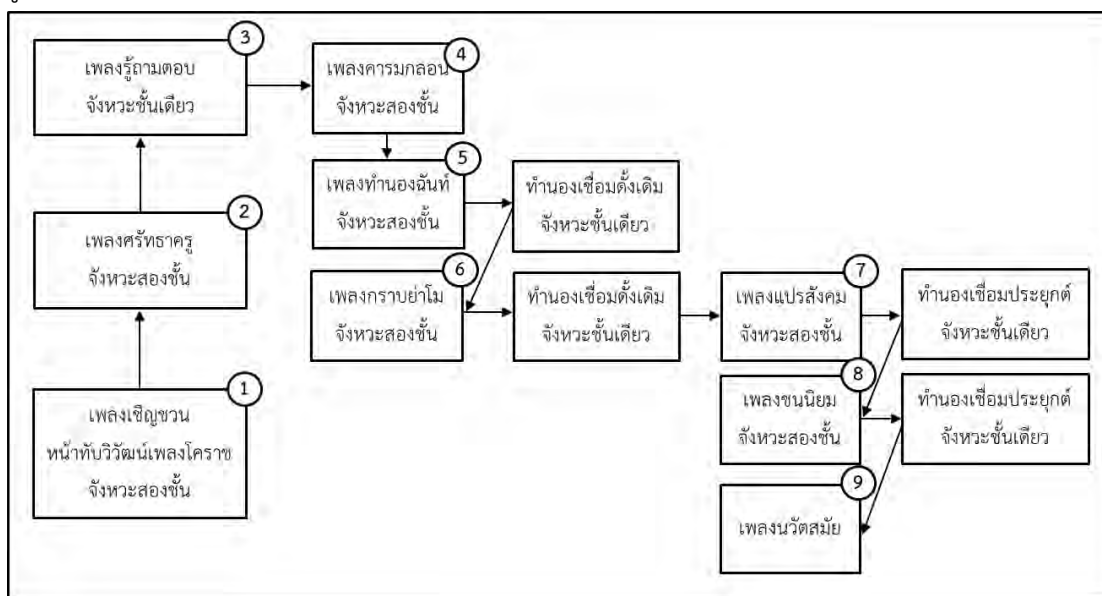 3
เพลงรู้ถามตอบ
จังหวะชั้นเดียว
4
เพลงคารมกลอน
จังหวะสองชั้น
5
เพลงทำนองฉันท์
จังหวะสองชั้น
ทำนองเชื่อมดั้งเดิม
จังหวะชั้นเดียว
2
เพลงศรัทธาครู
จังหวะสองชั้น
6
เพลงกราบย่าโม
จังหวะสองชั้น
ทำนองเชื่อมดั้งเดิม
จังหวะชั้นเดียว
7
เพลงแปรสังคม
จังหวะสองชั้น
ทำนองเชื่อมประยุกต์
จังหวะชั้นเดียว
1
เพลงเชิญชวน
หน้าทับวิวัฒน์เพลงโคราช
จังหวะสองชั้น
8
เพลงชนนิยม
จังหวะสองชั้น
ทำนองเชื่อมประยุกต์
จังหวะชั้นเดียว
9
เพลงนวัตสมัย